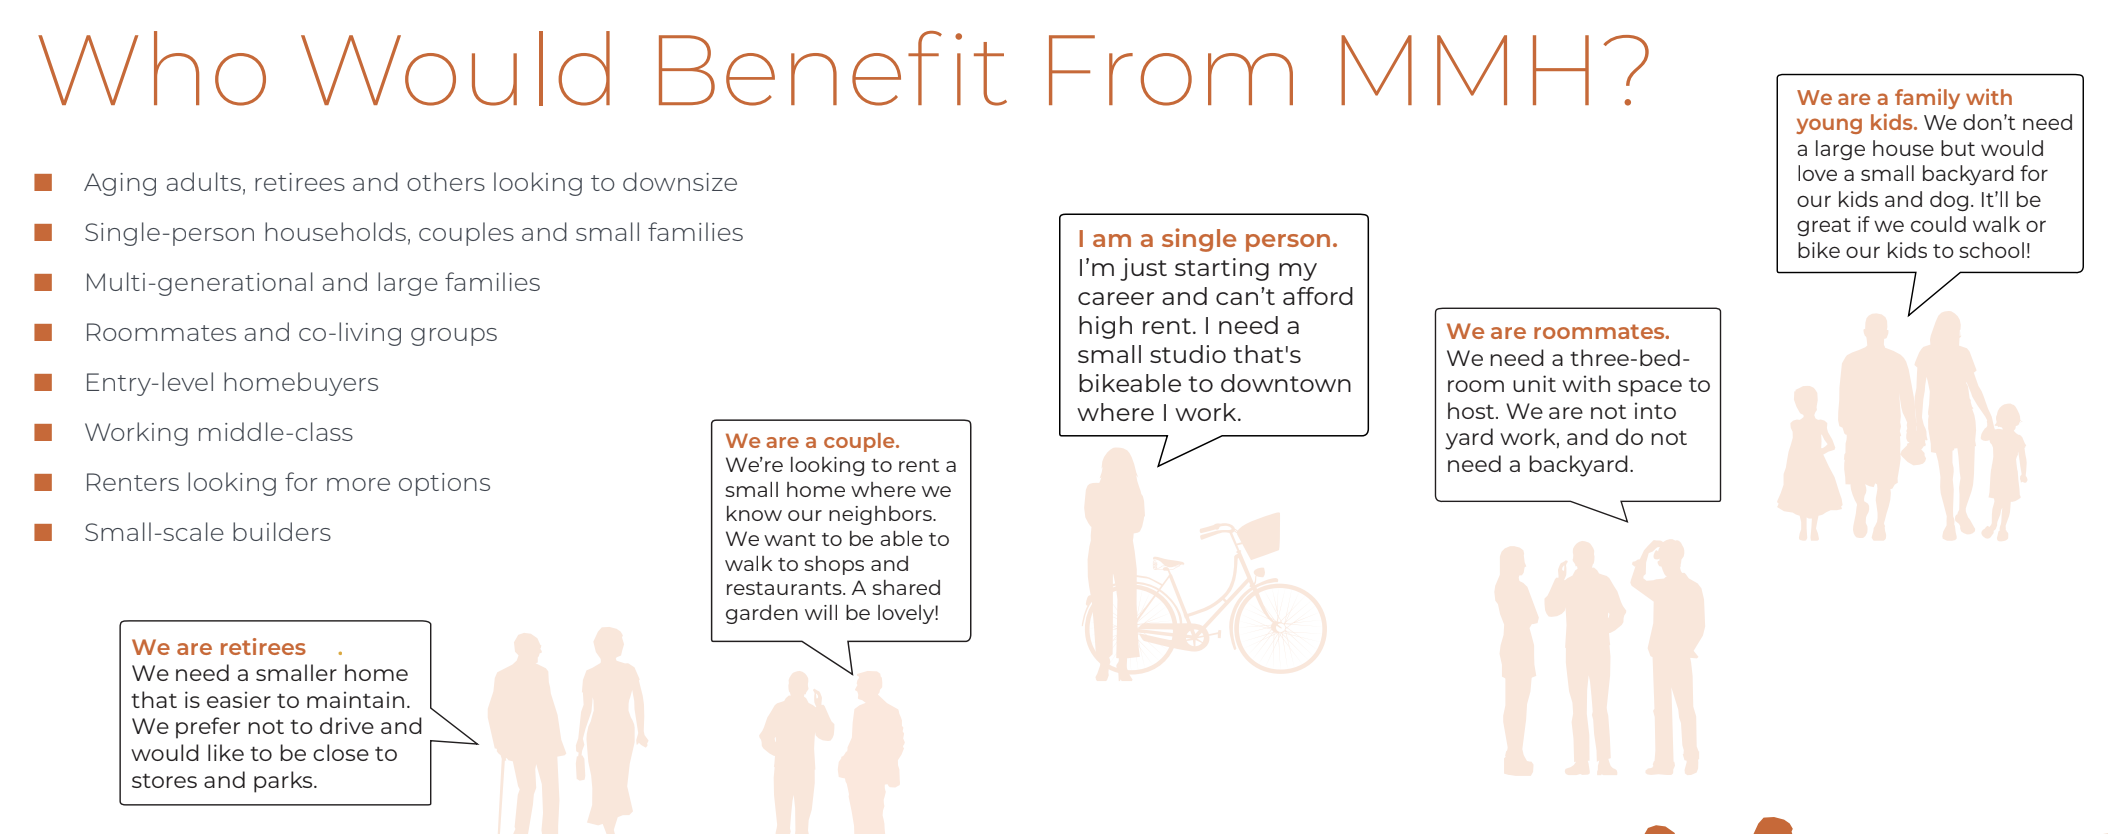 Who Would Benefit From MMH?
Aging adults, retirees and others looking to downsize
Single-person households, couples and small families
Multi-generational and large families
Roommates and co-living groups
Entry-level homebuyers
Working middle-class
Renters looking for more options
Small-scale builders
We are retirees .
We need a smaller home
that is easier to maintain.
We prefer not to drive and
would like to be close to
stores and parks.
We are a couple.
We’re looking to rent a
small home where we
know our neighbors.
We want to be able to
walk to shops and
restaurants. A shared
garden will be lovely!
I am a single person.
I’m just starting my
career and can’t afford
high rent. I need a
small studio that's
bikeable to downtown
where I work.
We are roommates.
We need a three-bed-
room unit with space to
host. We are not into
yard work, and do not
need a backyard.
We are a family with
young kids. We don’t need
a large house but would
love a small backyard for
our kids and dog. It’ll be
great if we could walk or
bike our kids to school!